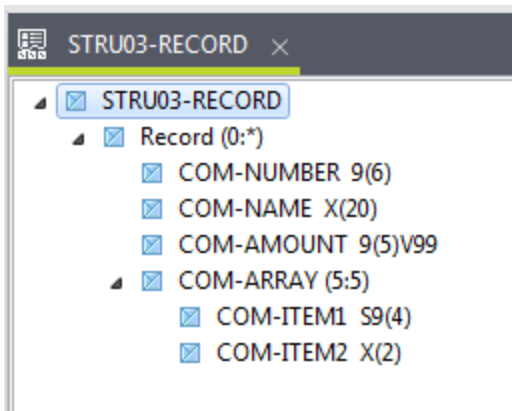 STRU03-RECORD
STRU03-RECORD
Record (0:*)
COM-NUMBER 9(6)
COM-NAME X(20)
COM-AMOUNT 9(5)V99
COM-ARRAY (5:5)
COM-ITEM1 S9(4)
COM-ITEM2 X(2)